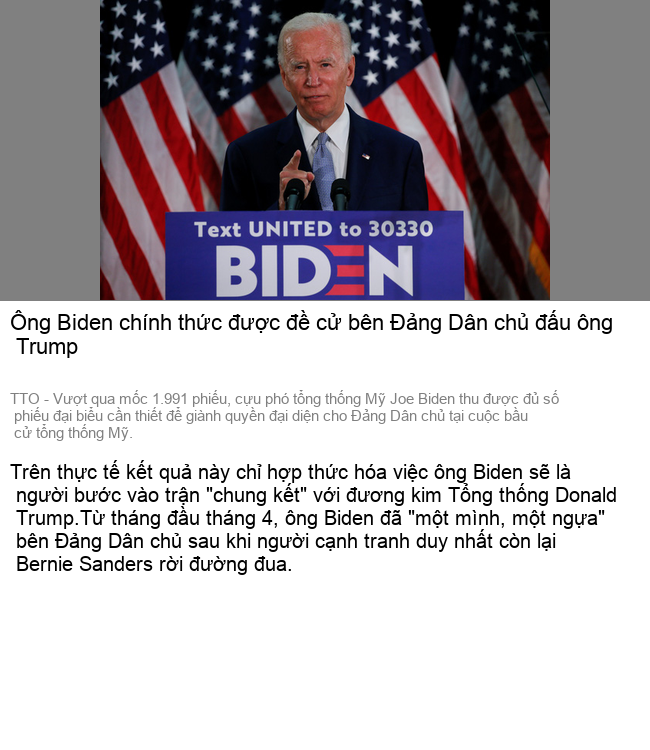 Text UNITED to 30330
BIDEN
Ông Biden chính thức được đề cử bên Đảng Dân chủ đấu ông
Trump
TTO - Vượt qua mốc 1.991 phiếu, cựu phó tổng thống Mỹ Joe Biden thu được đủ số
phiếu đại biểu cần thiết để giành quyền đại diện cho Đảng Dân chủ tại cuộc bầu
cử tổng thống Mỹ.
Trên thực tế kết quả này chỉ hợp thức hóa việc ông Biden sẽ là
người bước vào trận "chung kết" với đương kim Tổng thống Donald
Trump.Từ tháng đầu tháng 4, ông Biden đã "một mình, một ngựa"
bên Đảng Dân chủ sau khi người cạnh tranh duy nhất còn lại
Bernie Sanders rời đường đua.